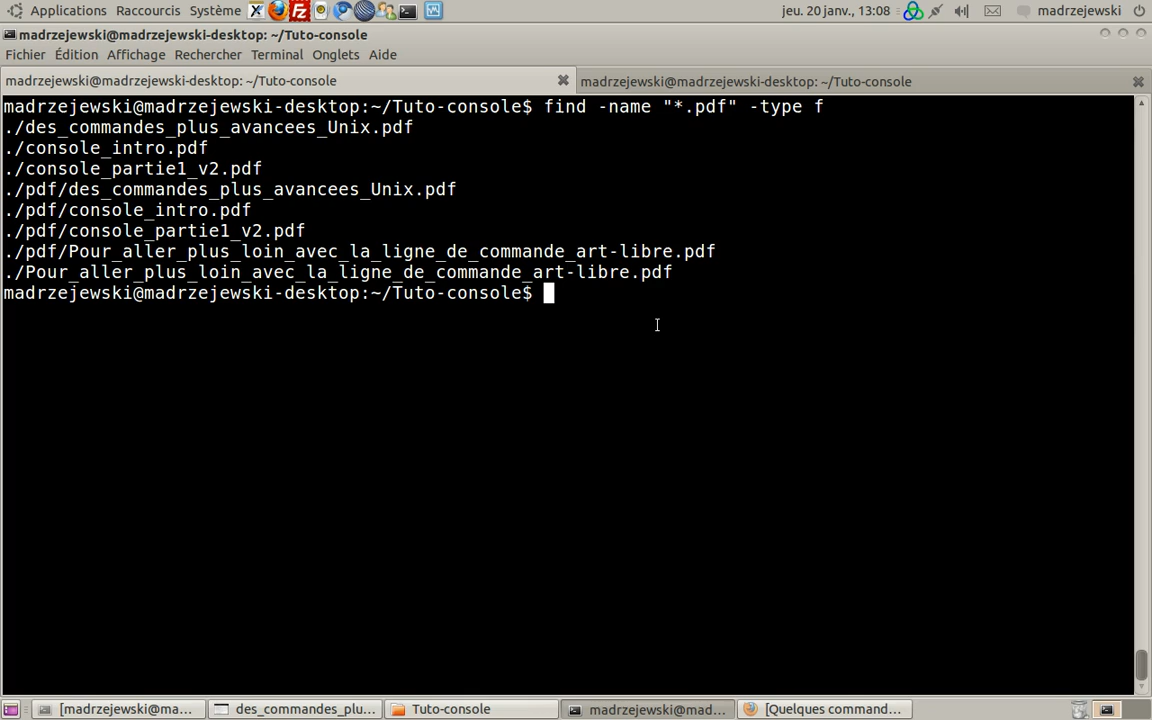 Applications Raccourcis Système jeu. 20 janv., 13:08 madrzejewski
madrzejewski@madrzejewski-desktop: ~/Tuto-console
Fichier Édition Affichage Rechercher Terminal Onglets Aide
madrzejewski@madrzejewski-desktop: ~/Tuto-console madrzejewski@madrzejewski-desktop: ~/Tuto-console
madrzejewski@madrzejewski-desktop:~/Tuto-console$ find -name "*.pdf" -type f
./des_commandes_plus_avancees_Unix.pdf
./console_intro.pdf
./console_partie1_v2.pdf
./pdf/des_commandes_plus_avancees_Unix.pdf
./pdf/console_intro.pdf
./pdf/console_partie1_v2.pdf
./pdf/Pour_aller_plus_loin_avec_la_ligne_de_commande_art-libre.pdf
./Pour_aller_plus_loin_avec_la_ligne_de_commande_art-libre.pdf
madrzejewski@madrzejewski-desktop:~/Tuto-console$
[madrzejewski@ma... des_commandes_plu... Tuto-console madrzejewski@mad... [Quelques command...